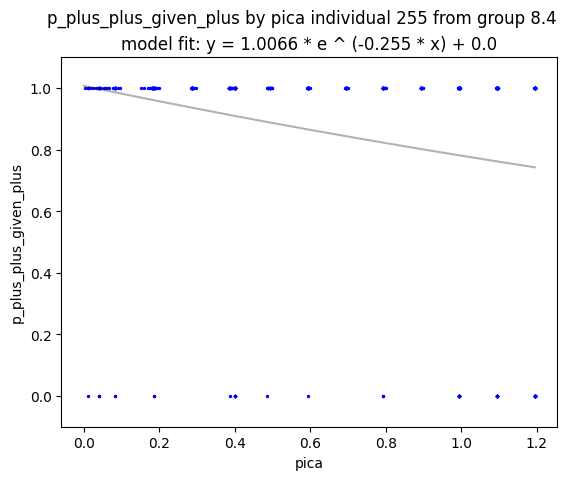 p_plus_plus_given_plus by pica individual 255 from group 8.4
model fit: y = 1.0066 * e ^ (-0.255 * x) + 0.0
p_plus_plus_given_plus
1.0
0.8
0.6
0.4
0.2
0.0
0.0 0.2 0.4 0.6 0.8 1.0 1.2
pica